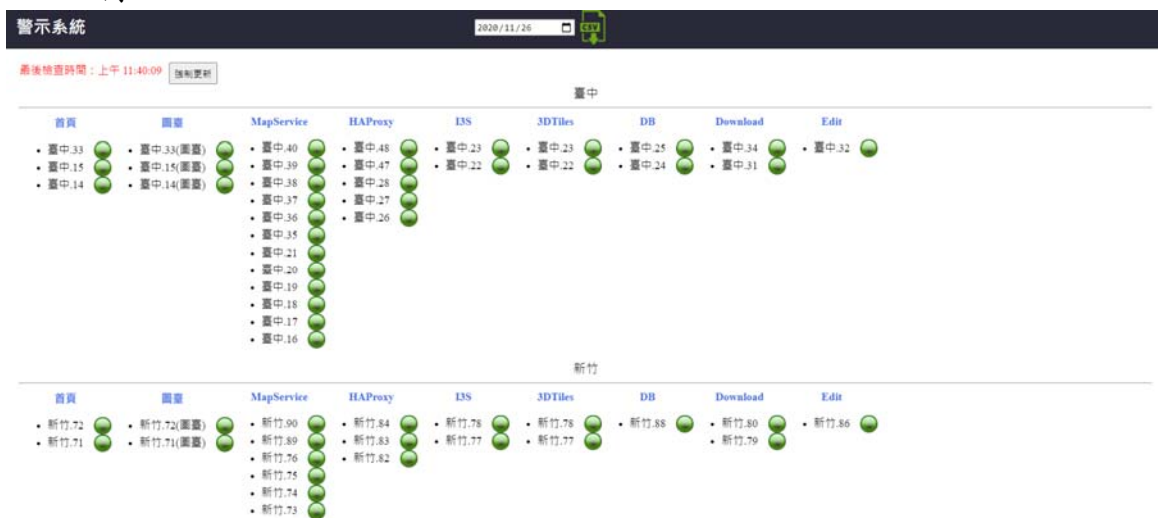 警示系統
2020/11/26
CSV
最後檢查時間：上午 11:40:09 強制更新
臺中
首頁 圖臺 MapService HAProxy I3S 3DTiles DB Download Edit
臺中.33 臺中.33(圖臺) 臺中.40 臺中.48 臺中.23 臺中.23 臺中.25 臺中.34 臺中.32
臺中.15 臺中.15(圖臺) 臺中.39 臺中.47 臺中.22 臺中.22 臺中.24 臺中.31
臺中.14 臺中.14(圖臺) 臺中.38 臺中.28
臺中.37 臺中.27
臺中.36 臺中.26
臺中.35
臺中.21
臺中.20
臺中.19
臺中.18
臺中.17
臺中.16
新竹
首頁 圖臺 MapService HAProxy I3S 3DTiles DB Download Edit
新竹.72 新竹.72(圖臺) 新竹.90 新竹.84 新竹.78 新竹.78 新竹.88 新竹.80 新竹.86
新竹.71 新竹.71(圖臺) 新竹.89 新竹.83 新竹.77 新竹.77 新竹.79
新竹.76 新竹.82
新竹.75
新竹.74
新竹.73